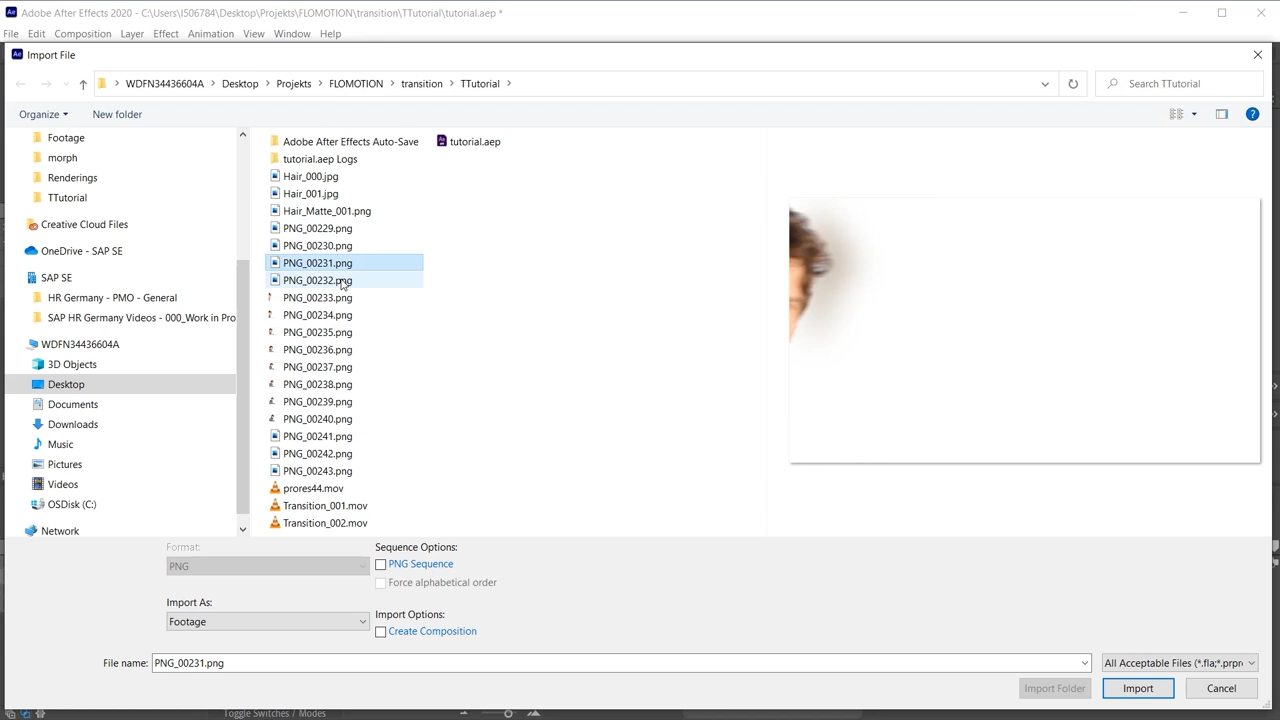 Adobe After Effects 2020 - C:\Users\I506784\Desktop\Projekts\FLOMOTION\transition\TTutorial\tutorial.aep *
File Edit Composition Layer Effect Animation View Window Help
Import File
WDFN34436604A Desktop Projekts FLOMOTION transition TTutorial
Search TTutorial
Organize New folder
Footage
morph
Renderings
TTutorial
Creative Cloud Files
OneDrive - SAP SE
SAP SE
HR Germany - PMO - General
SAP HR Germany Videos - 000_Work in Pro
WDFN34436604A
3D Objects
Desktop
Documents
Downloads
Music
Pictures
Videos
OSDisk (C:)
Network
Adobe After Effects Auto-Save
tutorial.aep Logs
Hair_000.jpg
Hair_001.jpg
Hair_Matte_001.png
PNG_00229.png
PNG_00230.png
PNG_00231.png
PNG_00232.png
PNG_00233.png
PNG_00234.png
PNG_00235.png
PNG_00236.png
PNG_00237.png
PNG_00238.png
PNG_00239.png
PNG_00240.png
PNG_00241.png
PNG_00242.png
PNG_00243.png
prores44.mov
Transition_001.mov
Transition_002.mov
tutorial.aep
Format:
PNG
Import As:
Footage
Sequence Options:
PNG Sequence
Force alphabetical order
Import Options:
Create Composition
File name: PNG_00231.png
All Acceptable Files (*.fla;*.prpr
Import Folder Import Cancel
Toggle Switches / Modes